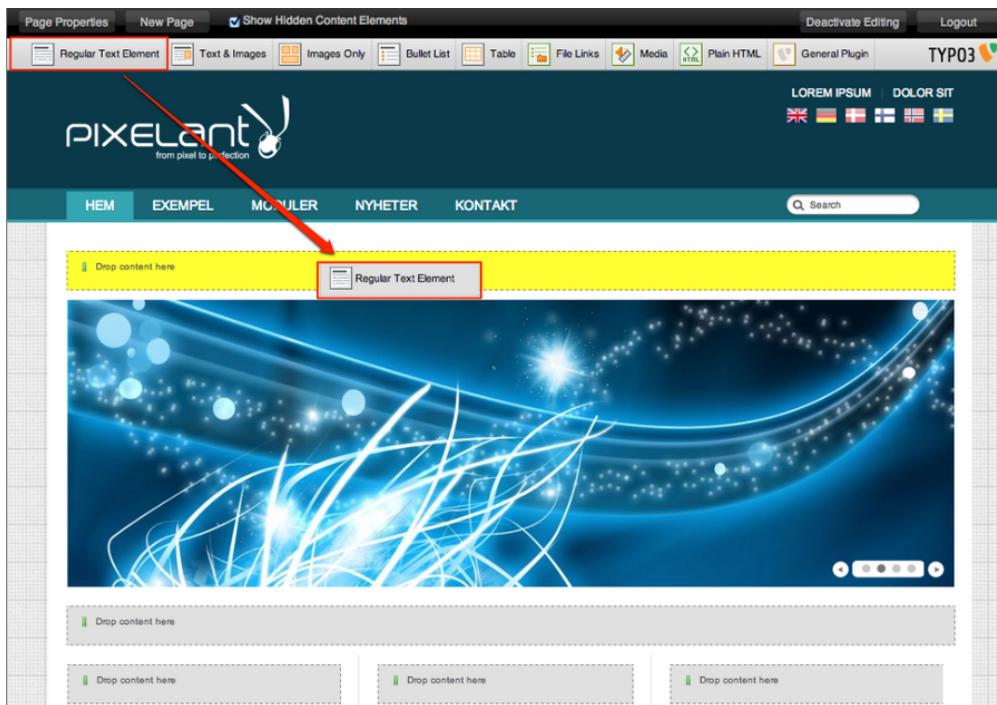 Page Properties New Page Show Hidden Content Elements Deactivate Editing Logout
Regular Text Element Text & Images Images Only Bullet List Table File Links Media HTML Plain HTML General Plugin TYPO3
LOREM IPSUM DOLOR SIT
PIXELANT
from pixel to perfection
HEM EXEMPEL MODULER NYHETER KONTAKT Search
Drop content here
Regular Text Element
Drop content here
Drop content here Drop content here Drop content here